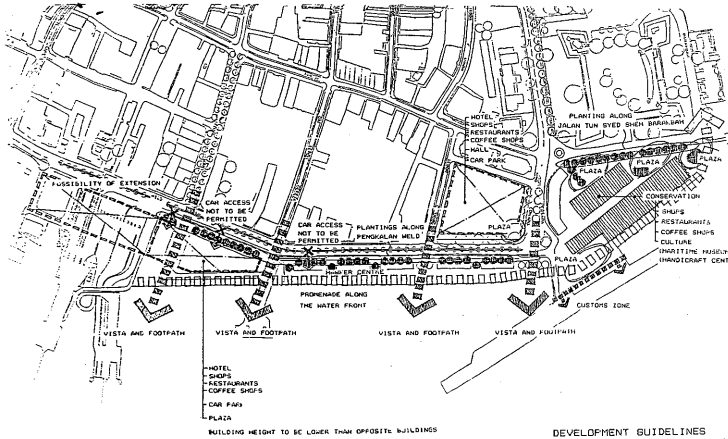 HOTEL
SHOPS
RESTAURANTS
COFFEE SHOPS
HALL
CAR PARK
PLANTING ALONG
JALAN TUN SYED SHEH BARAKBAH
PLAZA
PLAZA
PLAZA
POSSIBILITY OF EXTENSION
CAR ACCESS
NOT TO BE
PERMITTED
CAR ACCESS
NOT TO BE
PERMITTED
PLANTINGS ALONG
PENGKALAN WELD
PLAZA
CONSERVATION
SHOPS
RESTAURANTS
COFFEE SHOPS
CULTURE
(MARITIME MUSEUM
(HANDICRAFT CENT
PLAZA
HAWKER CENTRE
PROMENADE ALONG
THE WATER FRONT
CUSTOMS ZONE
VISTA AND FOOTPATH
VISTA AND FOOTPATH
VISTA AND FOOTPATH
VISTA AND FOOTPATH
HOTEL
SHOPS
RESTAURANTS
COFFEE SHOPS
CAR PARK
PLAZA
BUILDING HEIGHT TO BE LOWER THAN OPPOSITE BUILDINGS
DEVELOPMENT GUIDELINES